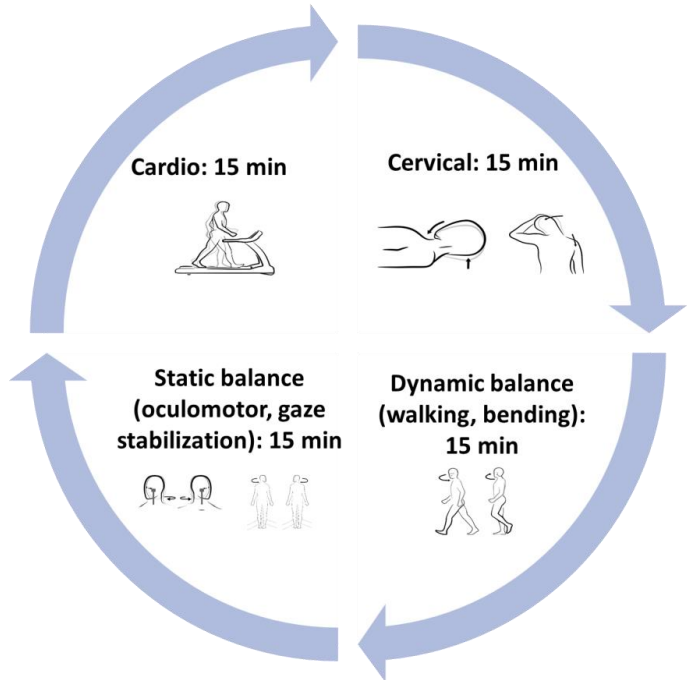 Cardio: 15 min
Cervical: 15 min
Static balance
(oculomotor, gaze
stabilization): 15 min
Dynamic balance
(walking, bending):
15 min